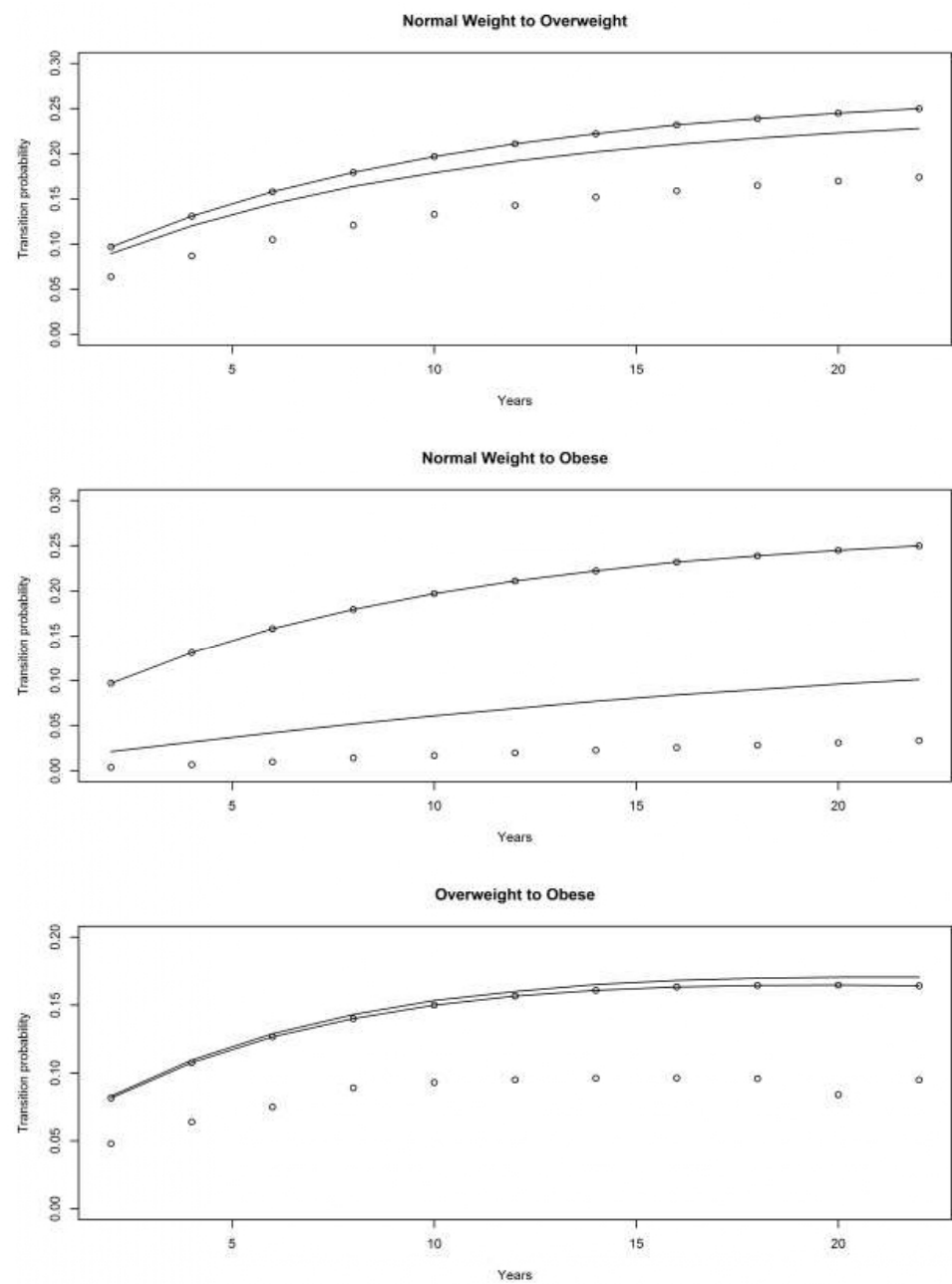 Normal Weight to Overweight
0.30
0.25
0.20
0.15
0.10
0.05
0.00
Transition probability
5 10 15 20
Years
Normal Weight to Obese
0.30
0.25
0.20
0.15
0.10
0.05
0.00
Transition probability
5 10 15 20
Years
Overweight to Obese
0.20
0.15
0.10
0.05
0.00
Transition probability
5 10 15 20
Years